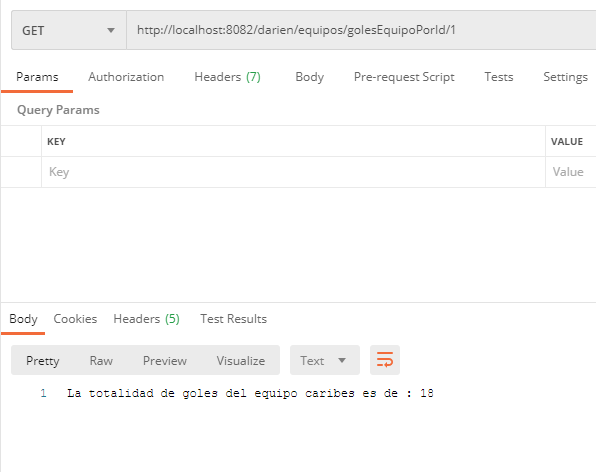 GET http://localhost:8082/darien/equipos/golesEquipoPorId/1
Params Authorization Headers (7) Body Pre-request Script Tests Settings
Query Params
KEY VALUE
Key Value
Body Cookies Headers (5) Test Results
Pretty Raw Preview Visualize Text
1 La totalidad de goles del equipo caribes es de : 18